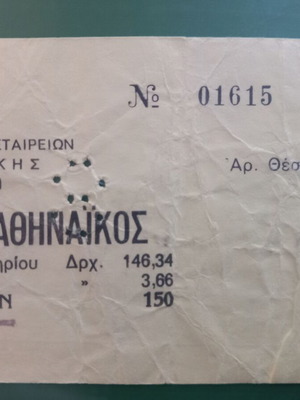 № 01615
ΕΤΑΙΡΕΙΩΝ
ΚΗΣ
Αρ. Θέσ
ΑΘΗΝΑΪΚΟΣ
ηρίου Δρχ. 146,34
» 3,66
Ν 150